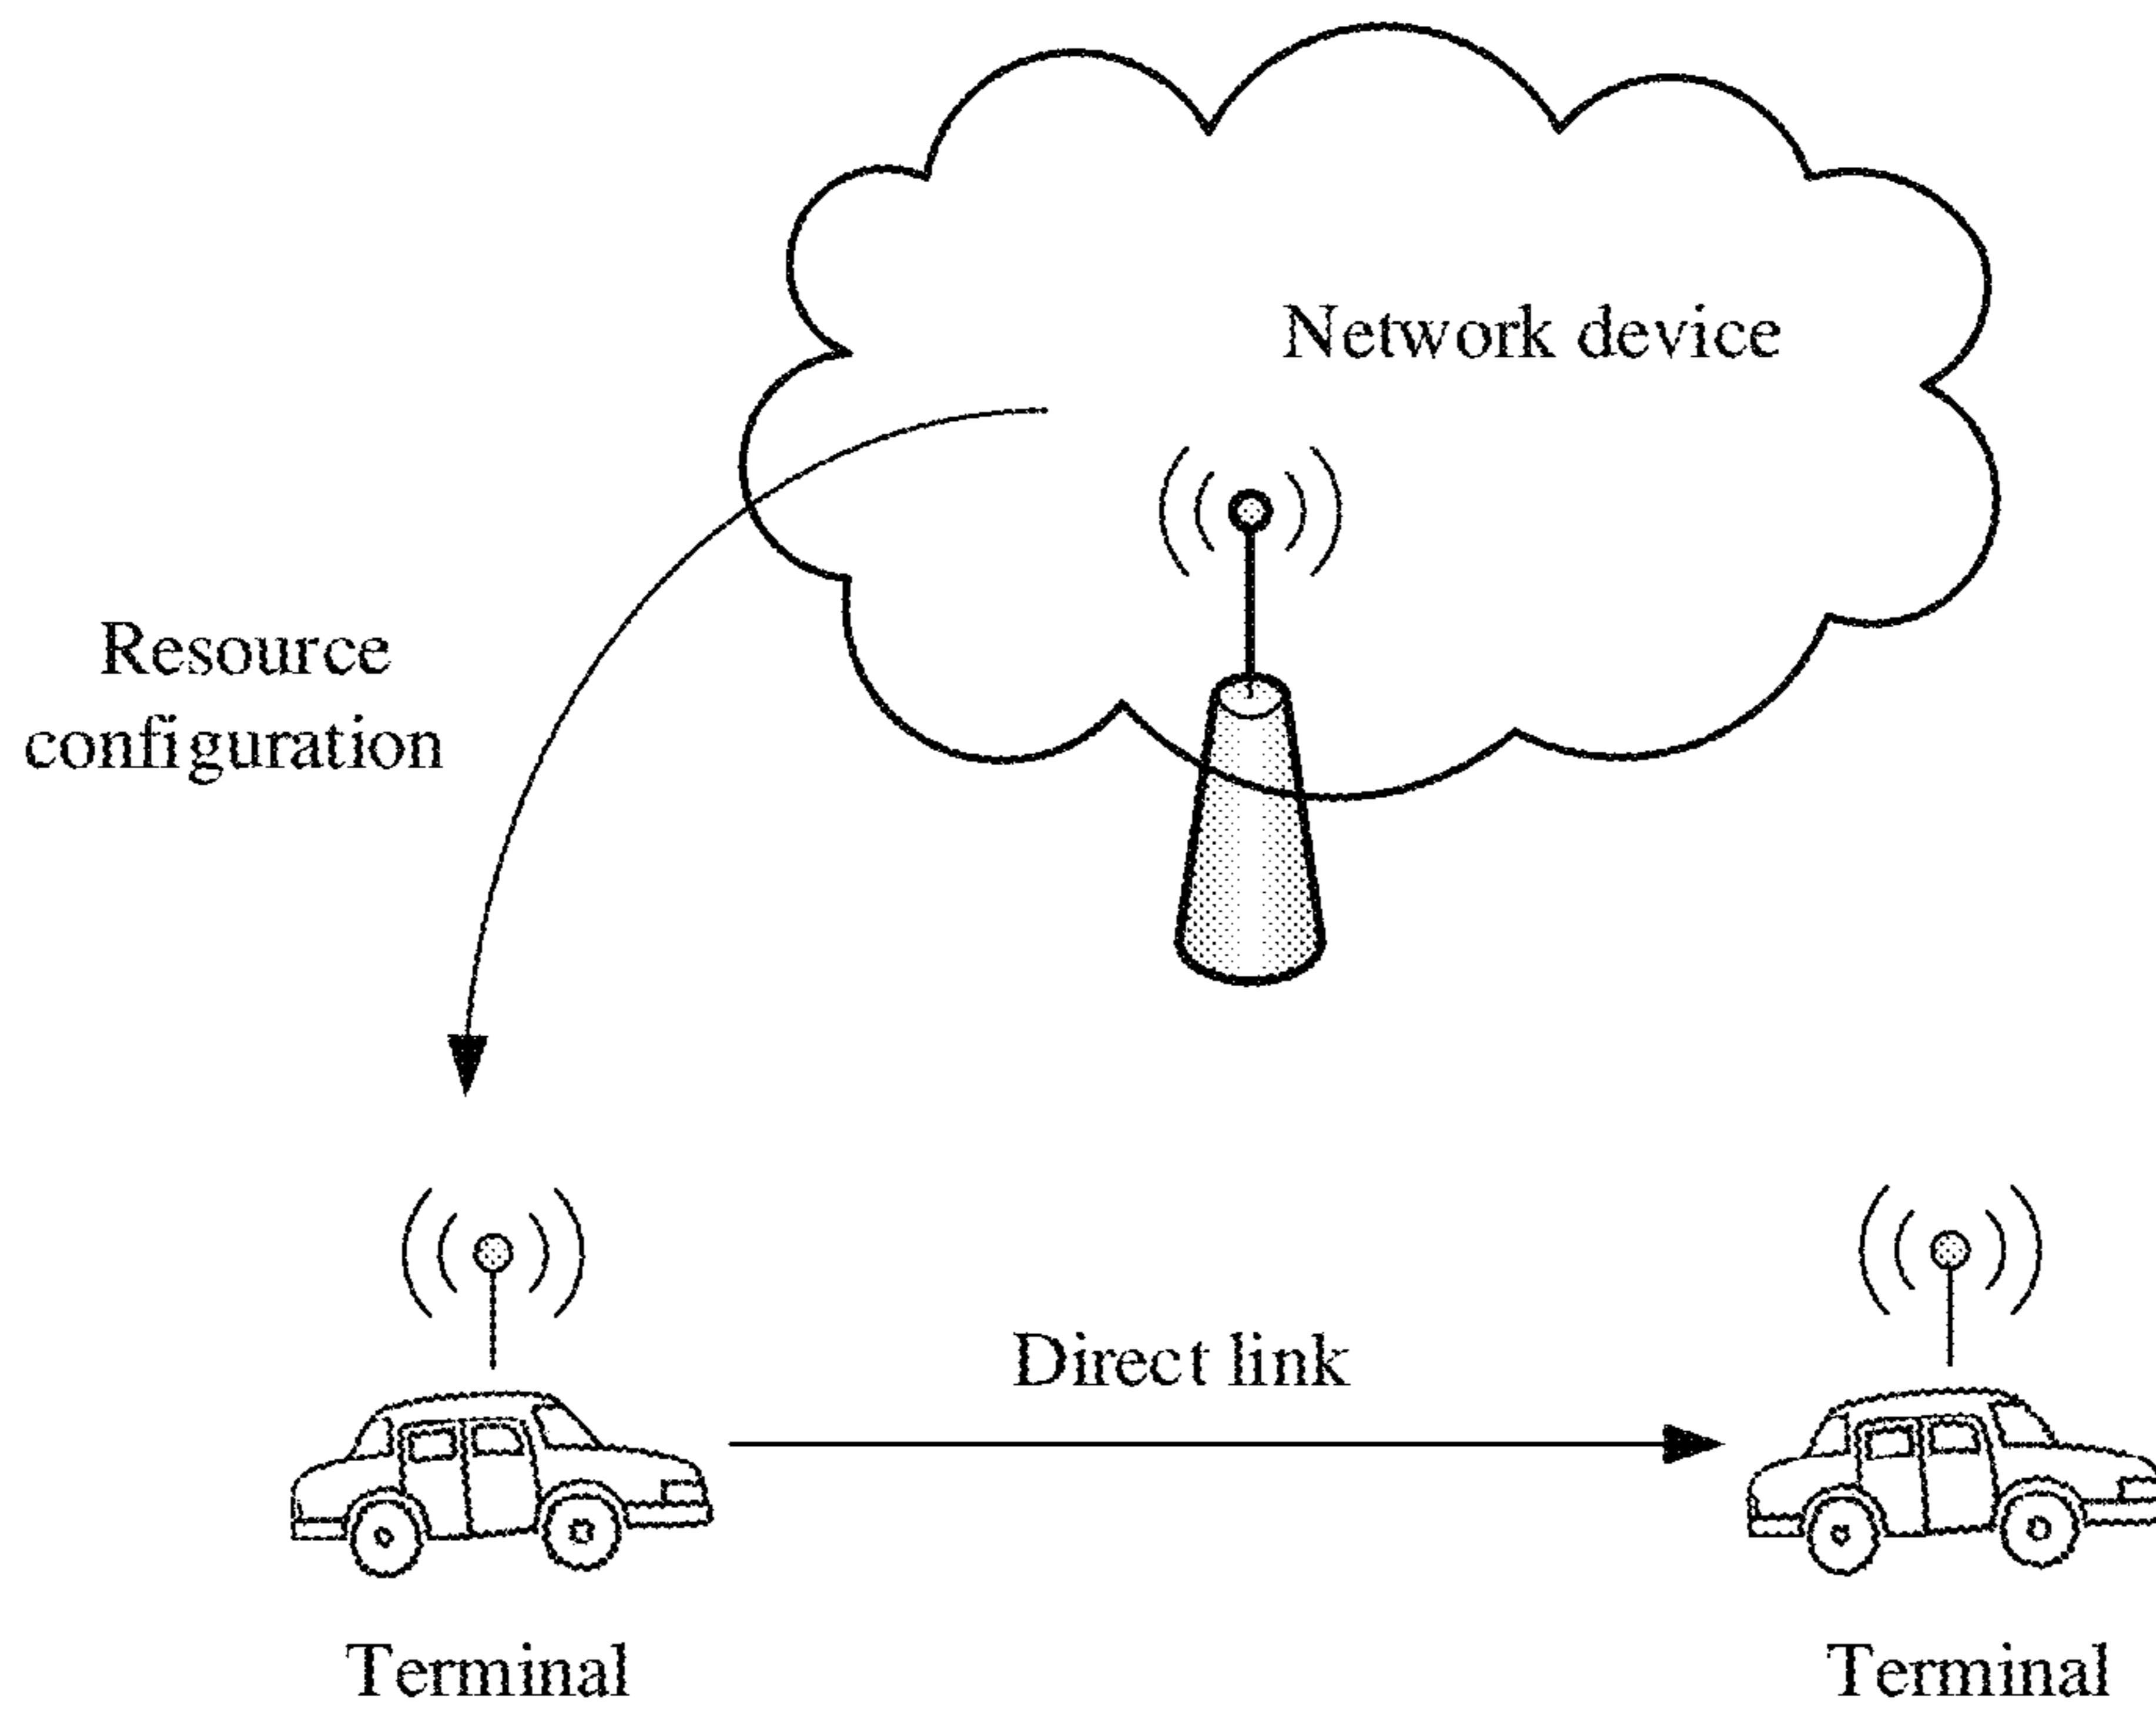 Network device
Resource
configuration
Direct link
Terminal
Terminal